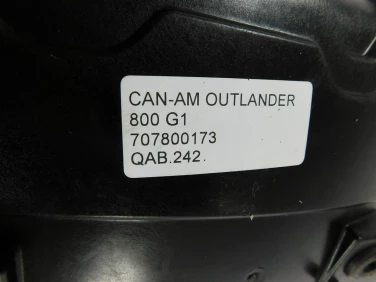 CAN-AM OUTLANDER
800 G1
707800173
QAB.242.